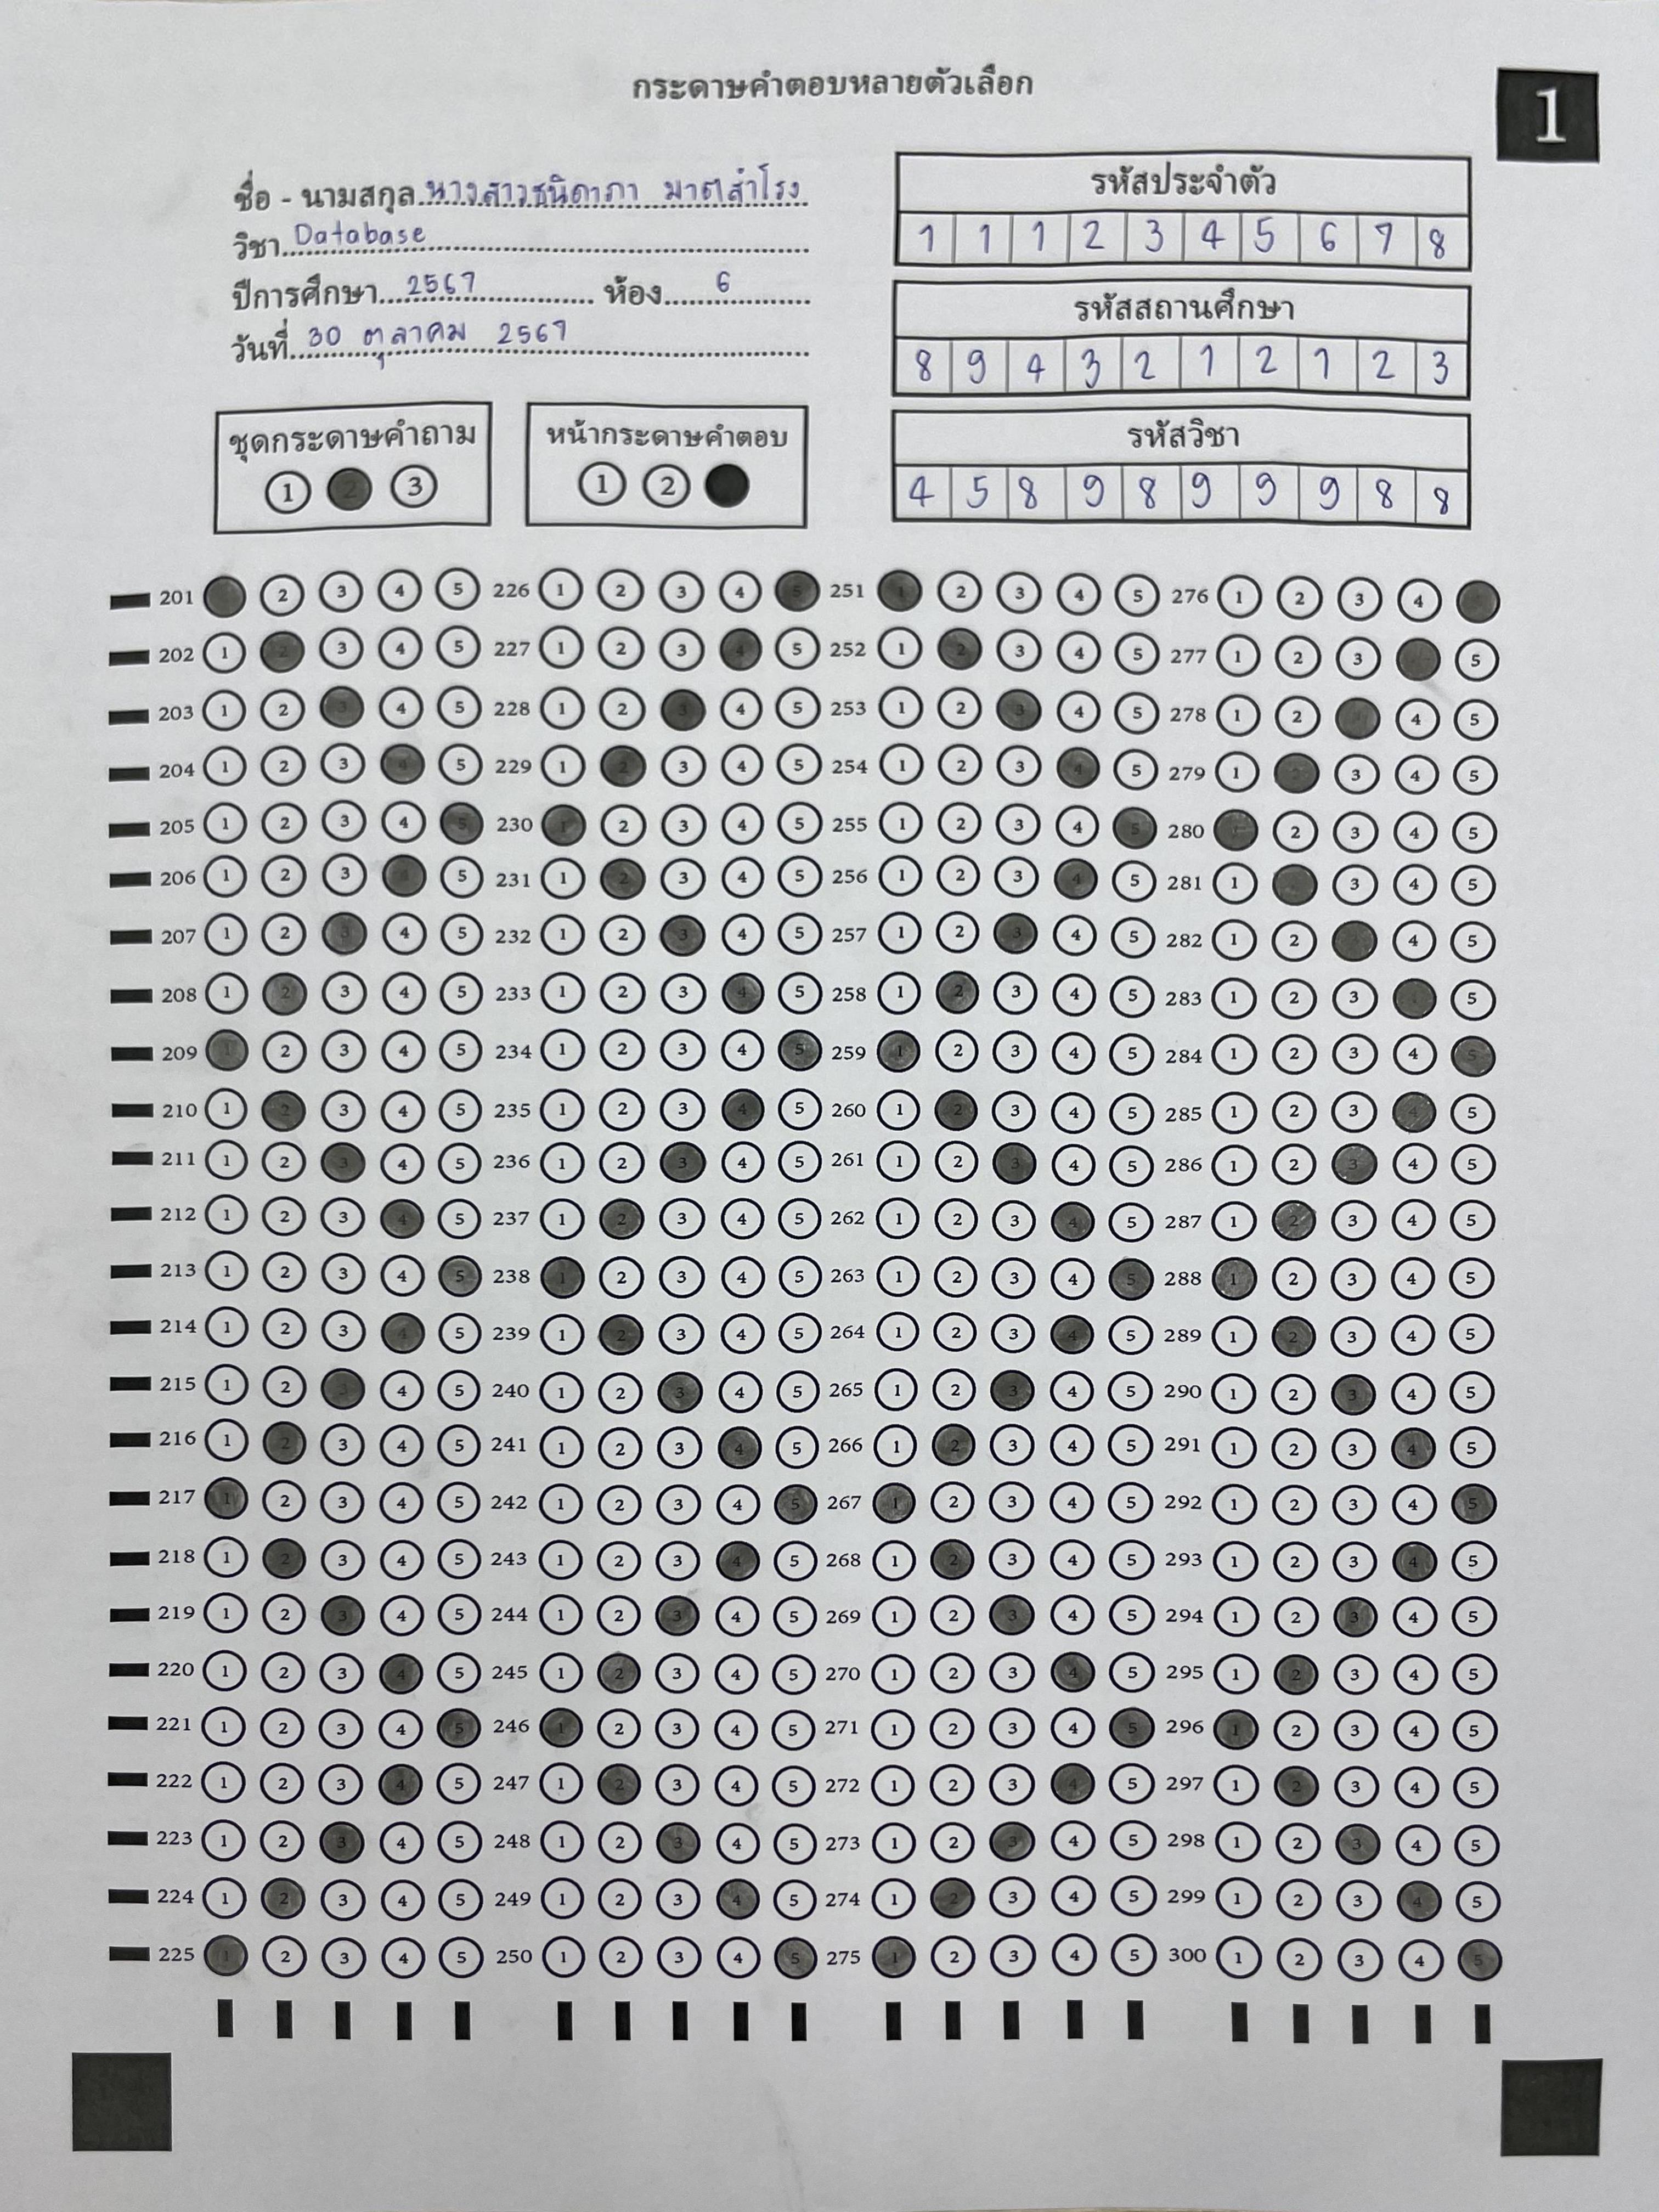 กระดาษคำตอบหลายตัวเลือก
1
ชื่อ - นามสกุล นางสาวธนิดาภา มาตสำโรง
วิชา Database
ปีการศึกษา 2567 ห้อง 6
วันที่ 30 ตุลาคม 2567
รหัสประจำตัว
1 1 1 2 3 4 5 6 7 8
รหัสสถานศึกษา
8 9 4 3 2 1 2 1 2 3
รหัสวิชา
4 5 8 9 8 9 9 9 8 8
ชุดกระดาษคำถาม
1 2 3
หน้ากระดาษคำตอบ
1 2
201 2 3 4 5 226 1 2 3 4 5 251 1 2 3 4 5 276 1 2 3 4
202 1 2 3 4 5 227 1 2 3 4 5 252 1 2 3 4 5 277 1 2 3 4 5
203 1 2 3 4 5 228 1 2 3 4 5 253 1 2 3 4 5 278 1 2 3 4 5
204 1 2 3 4 5 229 1 2 3 4 5 254 1 2 3 4 5 279 1 2 3 4 5
205 1 2 3 4 5 230 1 2 3 4 5 255 1 2 3 4 5 280 1 2 3 4 5
206 1 2 3 4 5 231 1 2 3 4 5 256 1 2 3 4 5 281 1 2 3 4 5
207 1 2 3 4 5 232 1 2 3 4 5 257 1 2 3 4 5 282 1 2 3 4 5
208 1 2 3 4 5 233 1 2 3 4 5 258 1 2 3 4 5 283 1 2 3 4 5
209 1 2 3 4 5 234 1 2 3 4 5 259 1 2 3 4 5 284 1 2 3 4 5
210 1 2 3 4 5 235 1 2 3 4 5 260 1 2 3 4 5 285 1 2 3 4 5
211 1 2 3 4 5 236 1 2 3 4 5 261 1 2 3 4 5 286 1 2 3 4 5
212 1 2 3 4 5 237 1 2 3 4 5 262 1 2 3 4 5 287 1 2 3 4 5
213 1 2 3 4 5 238 1 2 3 4 5 263 1 2 3 4 5 288 1 2 3 4 5
214 1 2 3 4 5 239 1 2 3 4 5 264 1 2 3 4 5 289 1 2 3 4 5
215 1 2 3 4 5 240 1 2 3 4 5 265 1 2 3 4 5 290 1 2 3 4 5
216 1 2 3 4 5 241 1 2 3 4 5 266 1 2 3 4 5 291 1 2 3 4 5
217 1 2 3 4 5 242 1 2 3 4 5 267 1 2 3 4 5 292 1 2 3 4 5
218 1 2 3 4 5 243 1 2 3 4 5 268 1 2 3 4 5 293 1 2 3 4 5
219 1 2 3 4 5 244 1 2 3 4 5 269 1 2 3 4 5 294 1 2 3 4 5
220 1 2 3 4 5 245 1 2 3 4 5 270 1 2 3 4 5 295 1 2 3 4 5
221 1 2 3 4 5 246 1 2 3 4 5 271 1 2 3 4 5 296 1 2 3 4 5
222 1 2 3 4 5 247 1 2 3 4 5 272 1 2 3 4 5 297 1 2 3 4 5
223 1 2 3 4 5 248 1 2 3 4 5 273 1 2 3 4 5 298 1 2 3 4 5
224 1 2 3 4 5 249 1 2 3 4 5 274 1 2 3 4 5 299 1 2 3 4 5
225 1 2 3 4 5 250 1 2 3 4 5 275 1 2 3 4 5 300 1 2 3 4 5